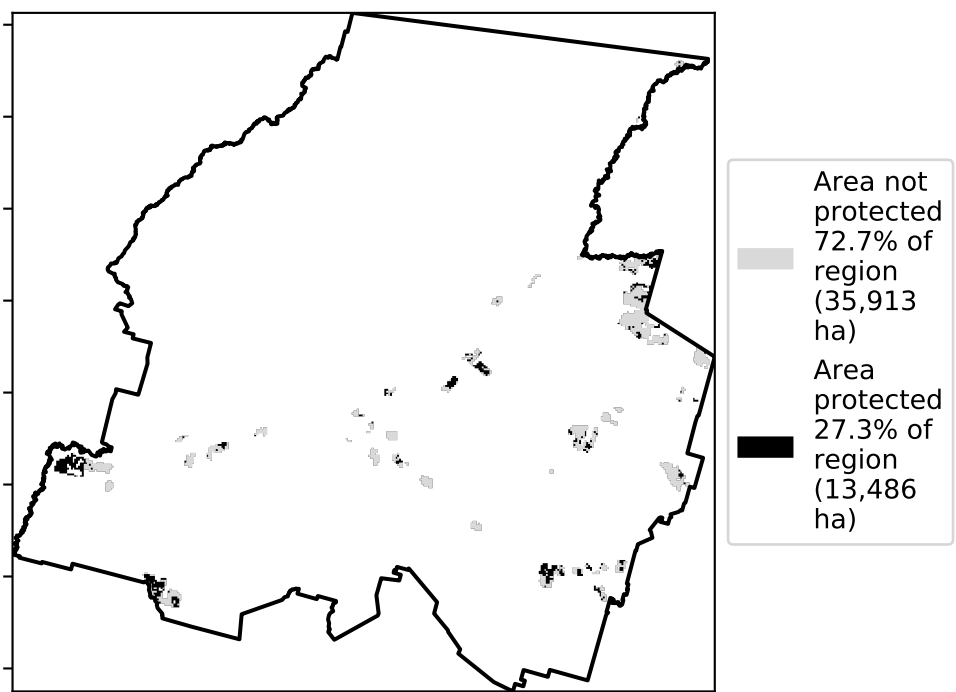 Area not
protected
72.7% of
region
(35,913
ha)
Area
protected
27.3% of
region
(13,486
ha)